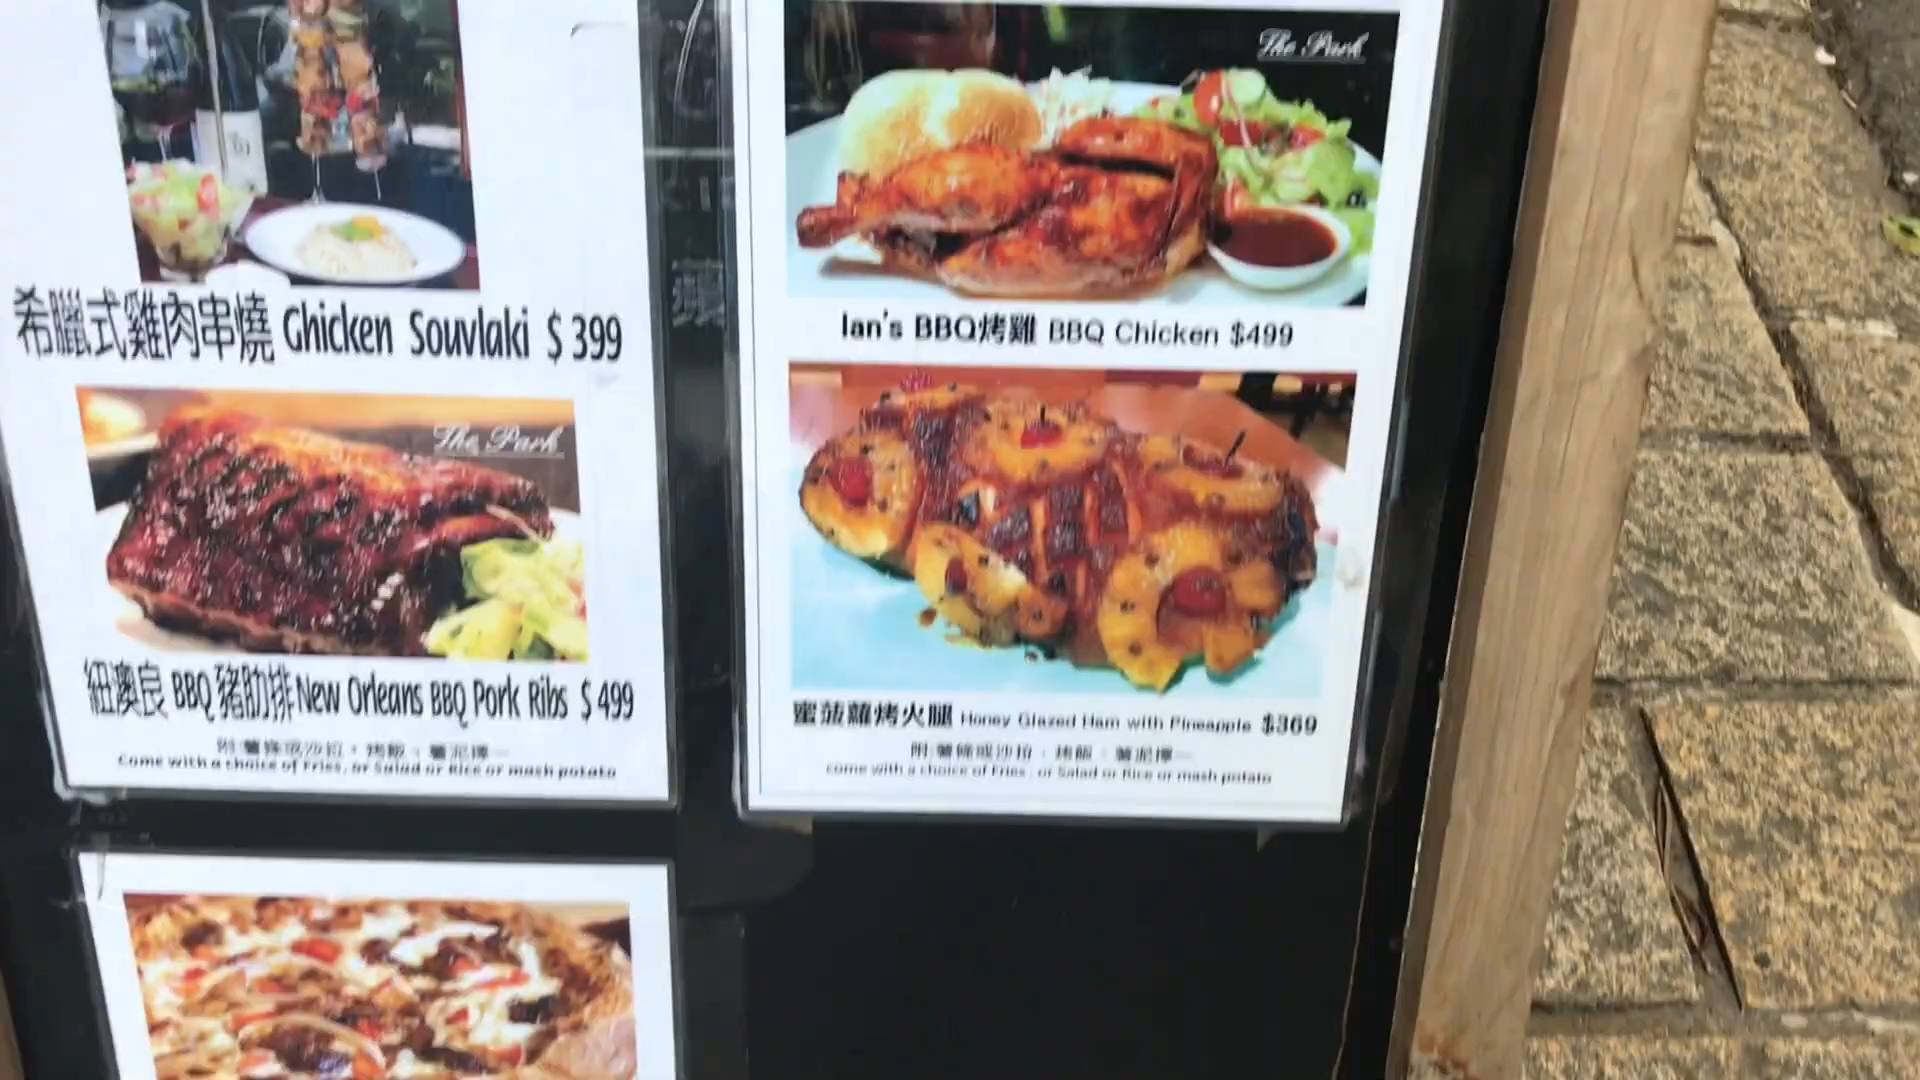 希臘式雞肉串燒 Chicken Souvlaki $399
The Park
紐澳良 BBQ 豬肋排 New Orleans BBQ Pork Ribs $499
附:薯條或沙拉,烤飯,薯泥擇一
Come with a choice of Fries, or Salad or Rice or mash potato
The Park
Ian's BBQ烤雞 BBQ Chicken $499
蜜菠蘿烤火腿 Honey Glazed Ham with Pineapple $369
附:薯條或沙拉,烤飯,薯泥擇一
come with a choice of Fries, or Salad or Rice or mash potato